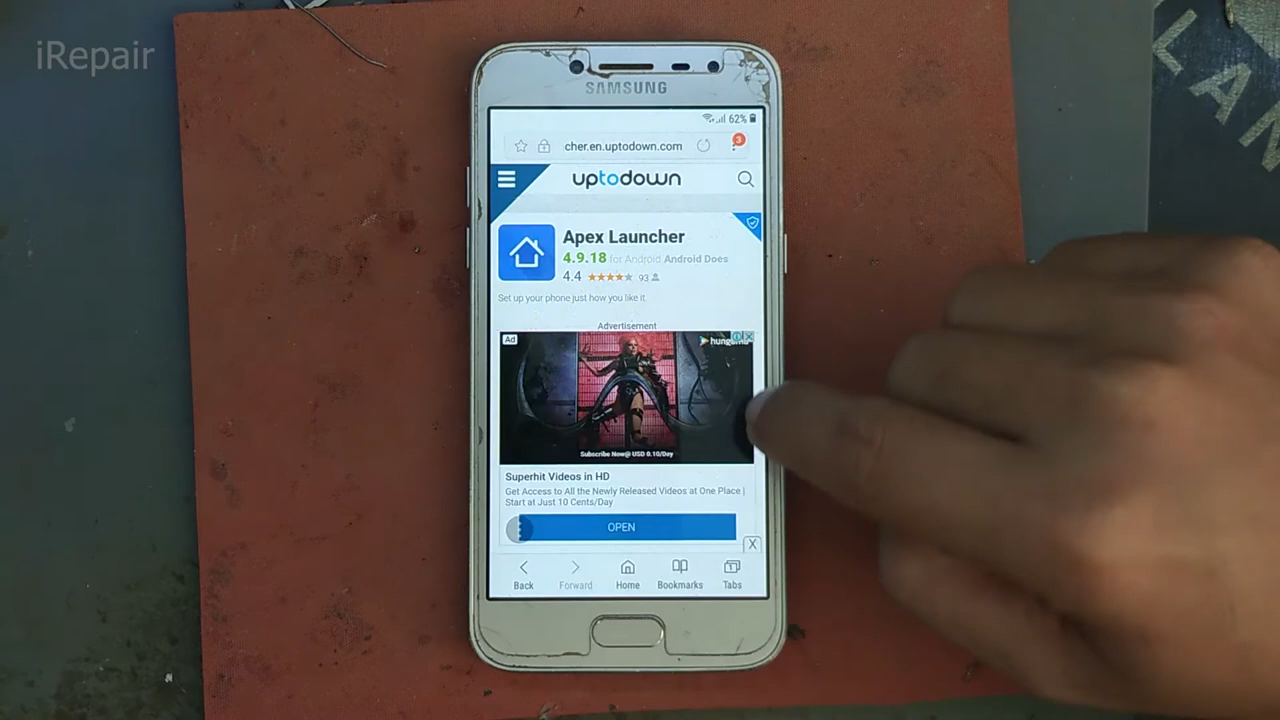 iRepair
LAN
SAMSUNG
62%
cher.en.uptodown.com
3
uptodown
Apex Launcher
4.9.18 for Android Android Does
4.4 93
Set up your phone just how you like it.
Advertisement
Ad
Subscribe Now@ USD 0.10/Day
Superhit Videos in HD
Get Access to All the Newly Released Videos at One Place |
Start at Just 10 Cents/Day
OPEN
X
Back Forward Home Bookmarks Tabs